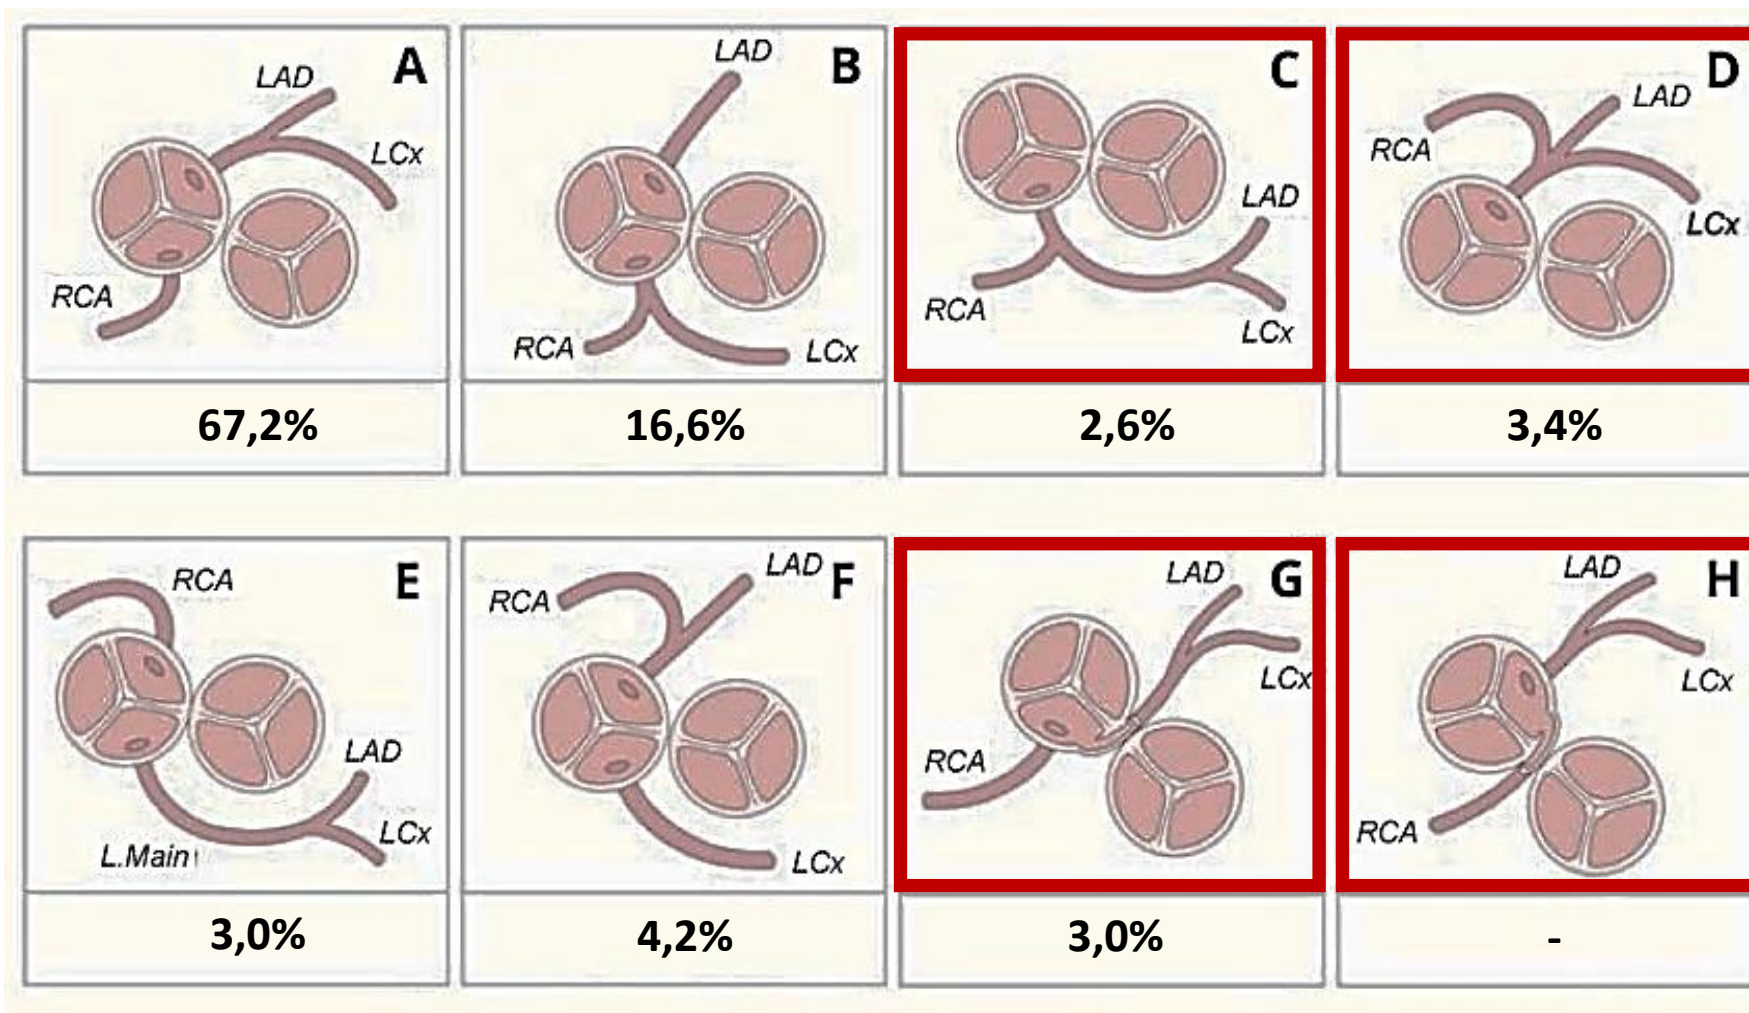 A
LAD
LCx
RCA
67,2%
B
LAD
RCA
LCx
16,6%
C
LAD
RCA
LCx
2,6%
D
LAD
RCA
LCx
3,4%
E
RCA
LAD
LCx
L.Main
3,0%
F
LAD
RCA
LCx
4,2%
G
LAD
LCx
RCA
3,0%
H
LAD
LCx
RCA
-